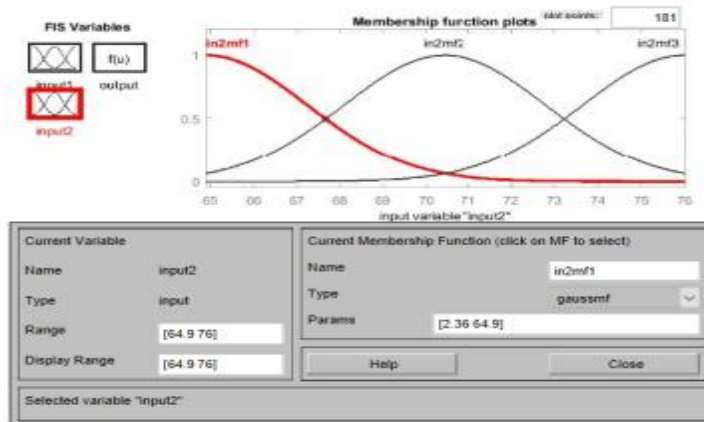 FIS Variables
Membership function plots
plot points:
181
f(u)
input1
output
input2
in2mf1
in2mf2
in2mf3
1
0.5
0
65 66 67 68 69 70 71 72 73 74 75 76
input variable "input2"
Current Variable
Name input2
Type input
Range [64.9 76]
Display Range [64.9 76]
Current Membership Function (click on MF to select)
Name in2mf1
Type gaussmf
Params [2.36 64.9]
Help Close
Selected variable "input2"